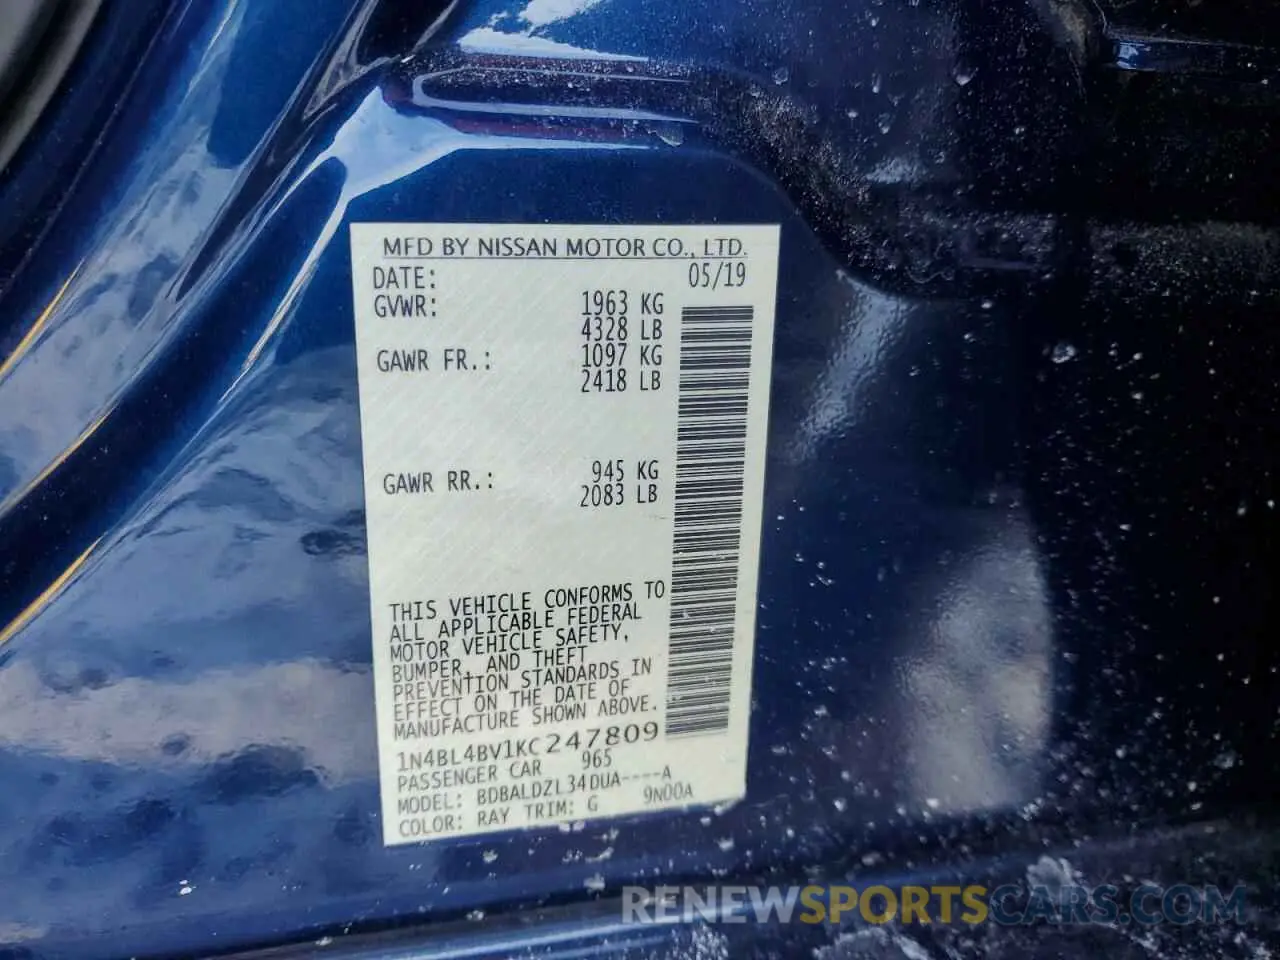 MFD BY NISSAN MOTOR CO., LTD.
DATE: 05/19
GVWR: 1963 KG
4328 LB
GAWR FR.: 1097 KG
2418 LB
GAWR RR.: 945 KG
2083 LB
THIS VEHICLE CONFORMS TO
ALL APPLICABLE FEDERAL
MOTOR VEHICLE SAFETY,
BUMPER, AND THEFT
PREVENTION STANDARDS IN
EFFECT ON THE DATE OF
MANUFACTURE SHOWN ABOVE.
1N4BL4BV1KC247809
PASSENGER CAR 965
MODEL: BDBALDZL34DUA----A
COLOR: RAY TRIM: G 9N00A
RENEWSPORTSCARS.COM